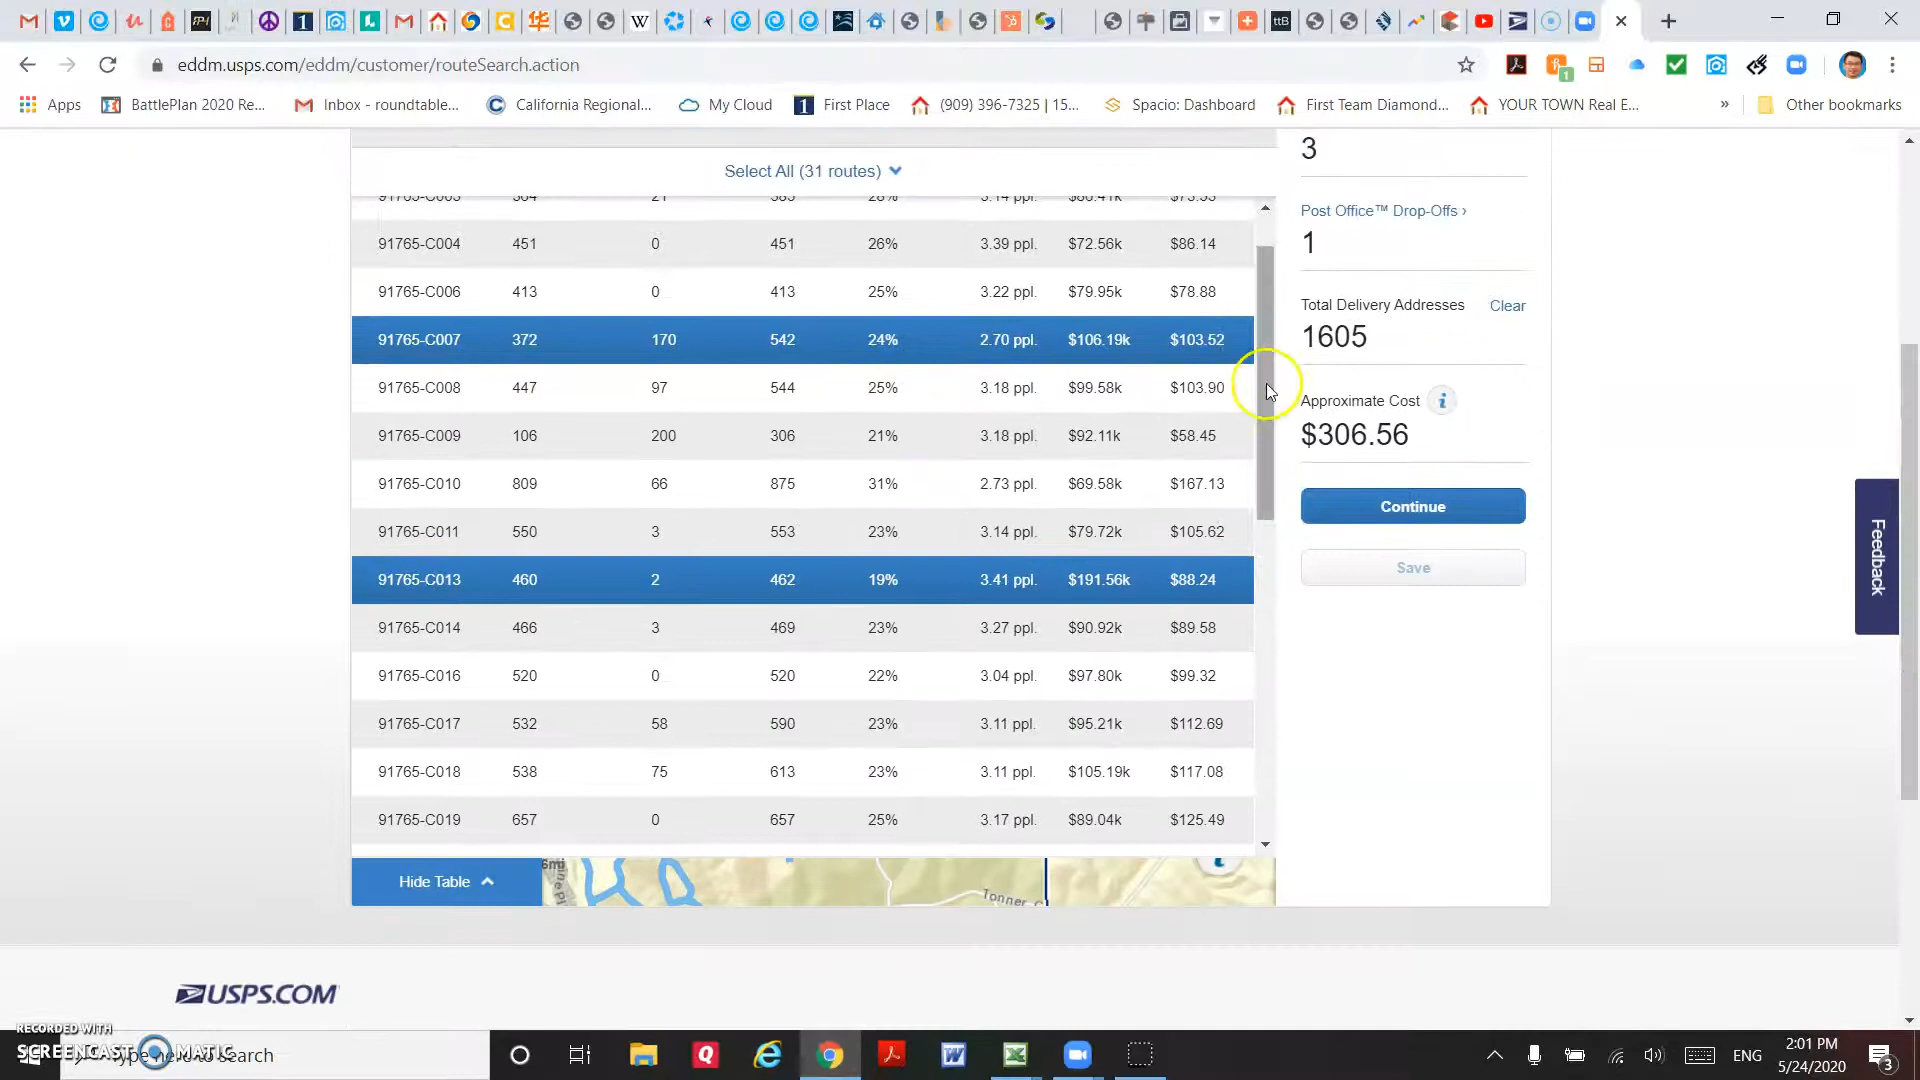 eddm.usps.com/eddm/customer/routeSearch.action
Apps BattlePlan 2020 Re... Inbox - roundtable... California Regional... My Cloud First Place (909) 396-7325 | 15... Spacio: Dashboard First Team Diamond... YOUR TOWN Real E... » Other bookmarks
Select All (31 routes)
91765-C004 451 0 451 26% 3.39 ppl. $72.56k $86.14
91765-C006 413 0 413 25% 3.22 ppl. $79.95k $78.88
91765-C007 372 170 542 24% 2.70 ppl. $106.19k $103.52
91765-C008 447 97 544 25% 3.18 ppl. $99.58k $103.90
91765-C009 106 200 306 21% 3.18 ppl. $92.11k $58.45
91765-C010 809 66 875 31% 2.73 ppl. $69.58k $167.13
91765-C011 550 3 553 23% 3.14 ppl. $79.72k $105.62
91765-C013 460 2 462 19% 3.41 ppl. $191.56k $88.24
91765-C014 466 3 469 23% 3.27 ppl. $90.92k $89.58
91765-C016 520 0 520 22% 3.04 ppl. $97.80k $99.32
91765-C017 532 58 590 23% 3.11 ppl. $95.21k $112.69
91765-C018 538 75 613 23% 3.11 ppl. $105.19k $117.08
91765-C019 657 0 657 25% 3.17 ppl. $89.04k $125.49
Hide Table
Tonner
3
Post Office™ Drop-Offs ›
1
Total Delivery Addresses Clear
1605
Approximate Cost i
$306.56
Continue
Save
Feedback
USPS.COM
RECORDED WITH
SCREENCAST MATIC
Type here to search
ENG
2:01 PM
5/24/2020
3